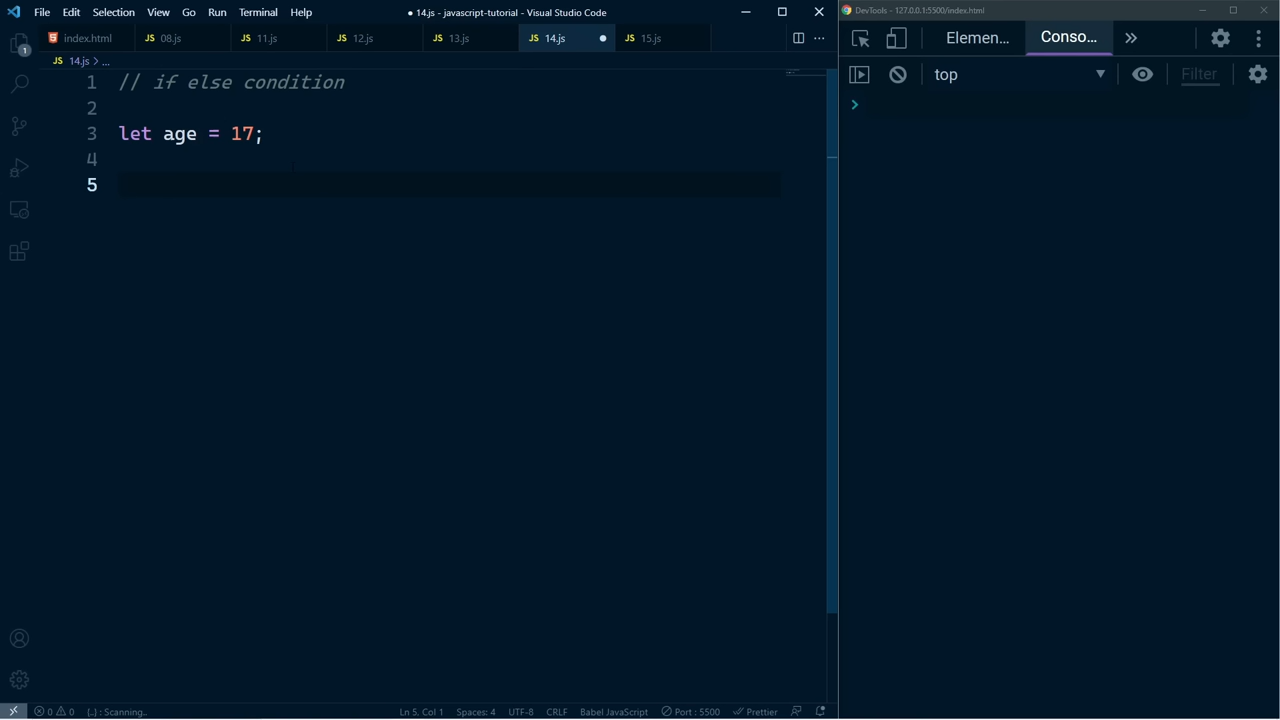 File Edit Selection View Go Run Terminal Help ● 14.js - javascript-tutorial - Visual Studio Code
DevTools - 127.0.0.1:5500/index.html
index.html JS 08.js JS 11.js JS 12.js JS 13.js JS 14.js JS 15.js
Elemen... Conso...
JS 14.js > ...
top Filter
1 // if else condition
2
3 let age = 17;
4
5
1
0 0 {..} : Scanning.. Ln 5, Col 1 Spaces: 4 UTF-8 CRLF Babel JavaScript Port : 5500 Prettier